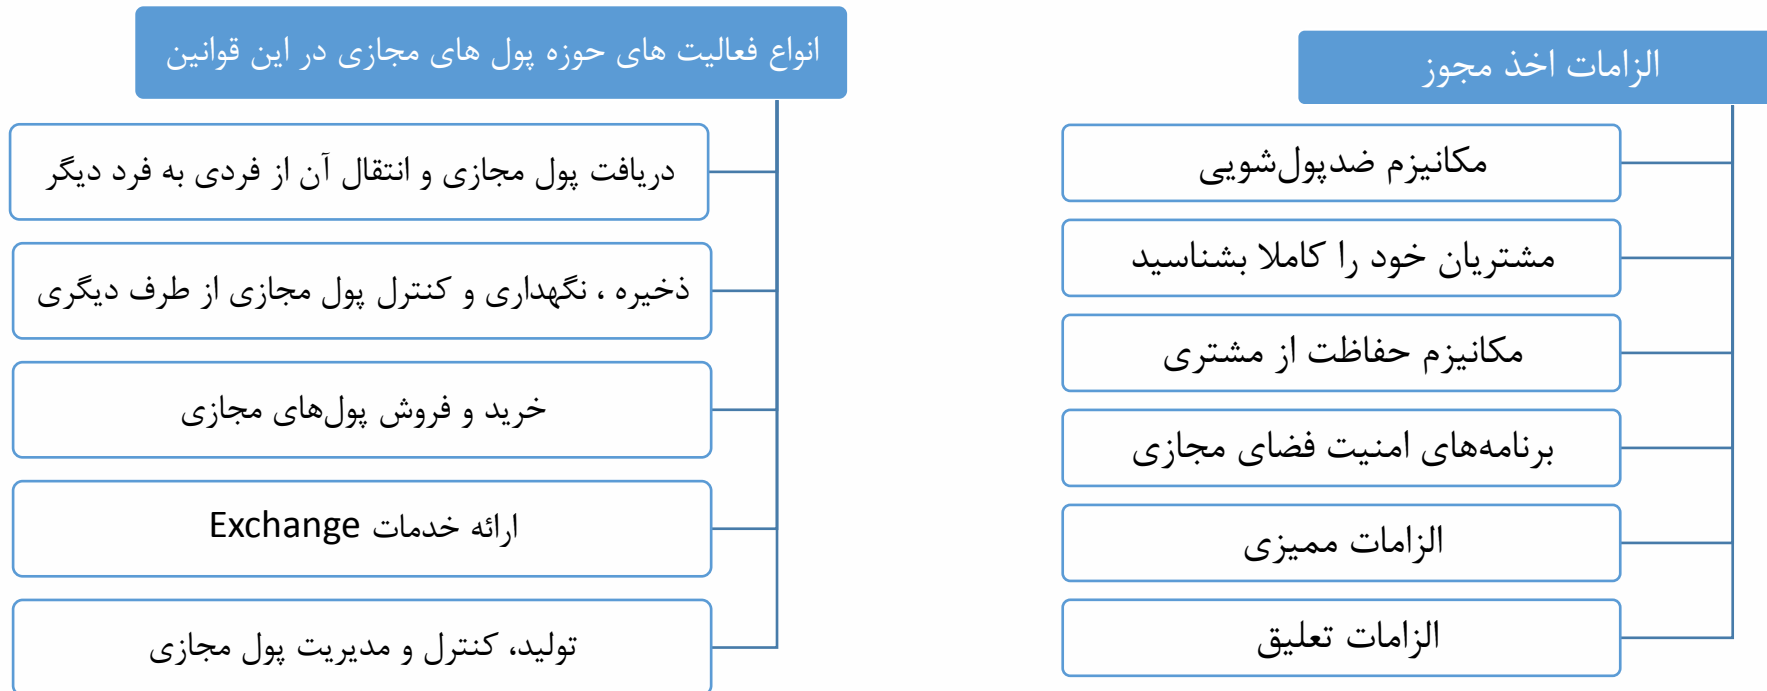 الزامات اخذ مجوز
مکانیزم ضدپول‌شویی
مشتریان خود را کاملا بشناسید
مکانیزم حفاظت از مشتری
برنامه‌های امنیت فضای مجازی
الزامات ممیزی
الزامات تعلیق
انواع فعالیت های حوزه پول های مجازی در این قوانین
دریافت پول مجازی و انتقال آن از فردی به فرد دیگر
ذخیره ، نگهداری و کنترل پول مجازی از طرف دیگری
خرید و فروش پول‌های مجازی
ارائه خدمات Exchange
تولید، کنترل و مدیریت پول مجازی